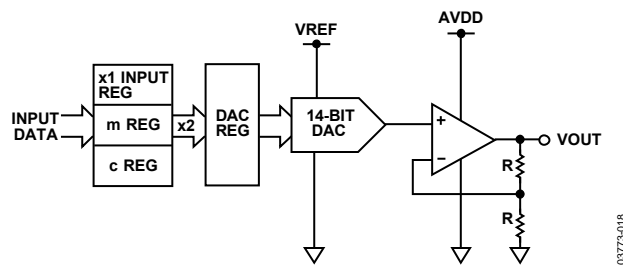 VREF
AVDD
x1 INPUT
REG
INPUT
DATA
m REG
x2
c REG
DAC
REG
14-BIT
DAC
+
–
VOUT
R
R
03773-018